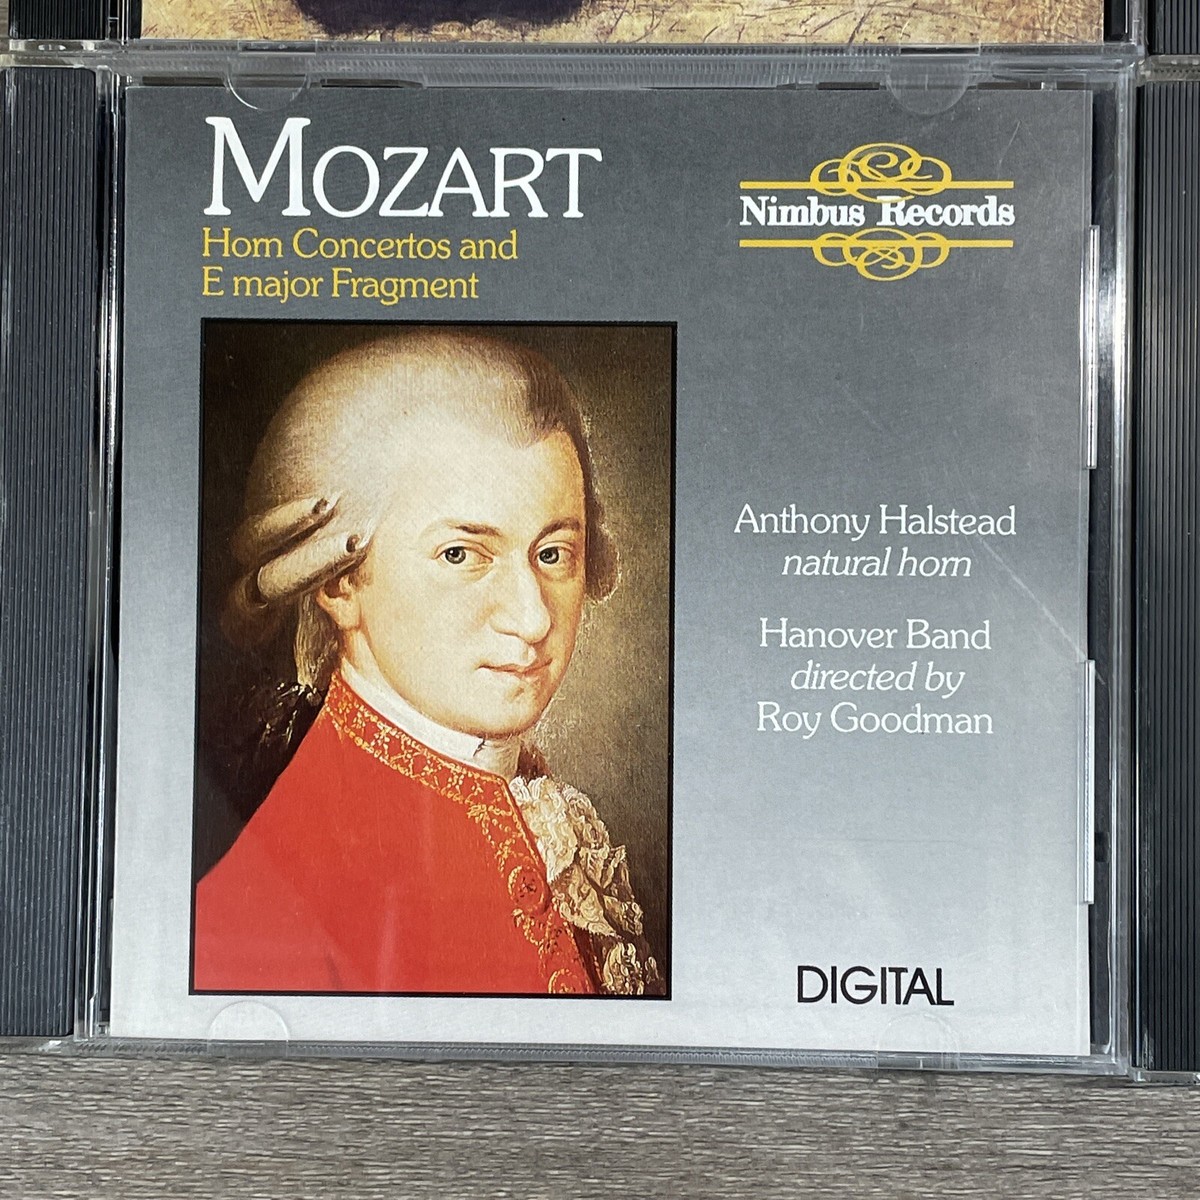 MOZART
Horn Concertos and
E major Fragment
Nimbus Records
Anthony Halstead
natural horn
Hanover Band
directed by
Roy Goodman
DIGITAL